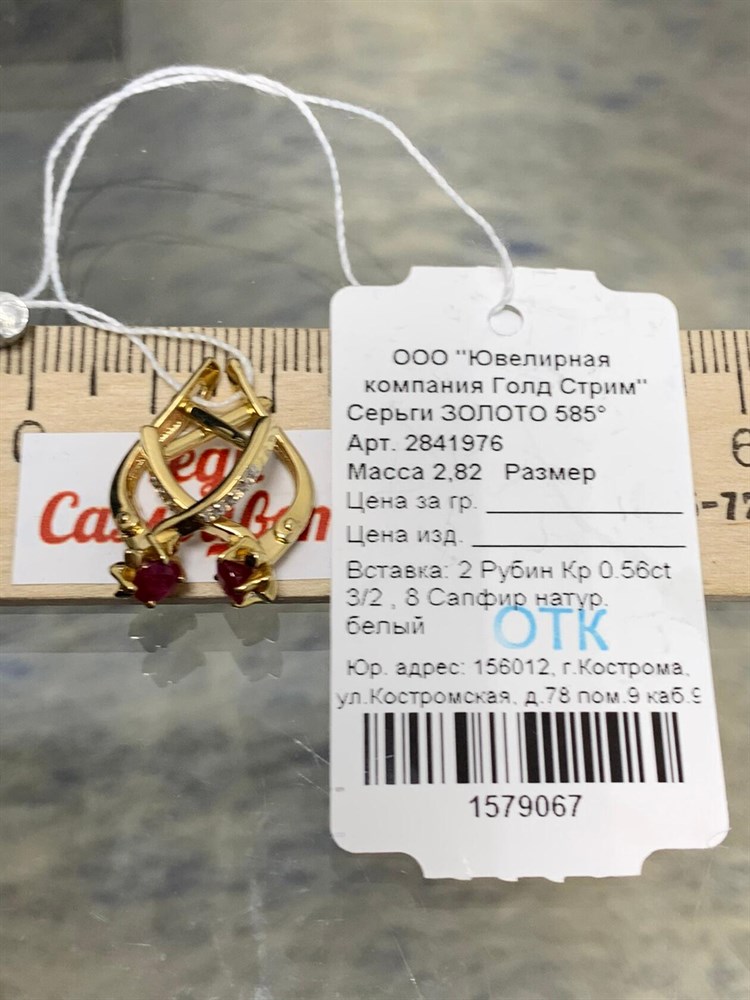 ООО "Ювелирная
компания Голд Стрим"
Серьги ЗОЛОТО 585°
Арт. 2841976
Масса 2,82 Размер
Цена за гр.
Цена изд.
Вставка: 2 Рубин Кр 0.56ct
3/2 , 8 Сапфир натур.
белый
ОТК
Юр. адрес: 156012, г.Кострома,
ул.Костромская, д.78 пом.9 каб.9
1579067
0
6